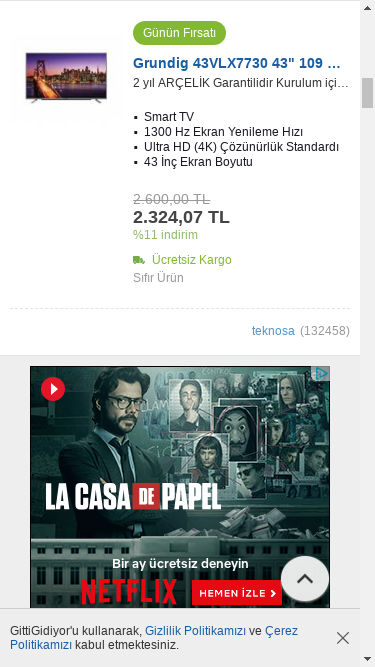 Günün Fırsatı
Grundig 43VLX7730 43" 109 ...
2 yıl ARÇELİK Garantilidir Kurulum içi...
▪ Smart TV
▪ 1300 Hz Ekran Yenileme Hızı
▪ Ultra HD (4K) Çözünürlük Standardı
▪ 43 İnç Ekran Boyutu
2.600,00 TL
2.324,07 TL
%11 indirim
Ücretsiz Kargo
Sıfır Ürün
teknosa (132458)
LA CASA DE PAPEL
Bir ay ücretsiz deneyin
NETFLIX HEMEN İZLE
GittiGidiyor'u kullanarak, Gizlilik Politikamızı ve Çerez
Politikamızı kabul etmektesiniz.